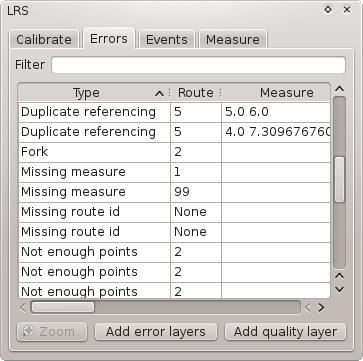 LRS
Calibrate Errors Events Measure
Filter
Type Route Measure
Duplicate referencing 5 5.0 6.0
Duplicate referencing 5 4.0 7.309676760
Fork 2
Missing measure 1
Missing measure 99
Missing route id None
Missing route id None
Not enough points 2
Not enough points 2
Not enough points 2
Zoom Add error layers Add quality layer